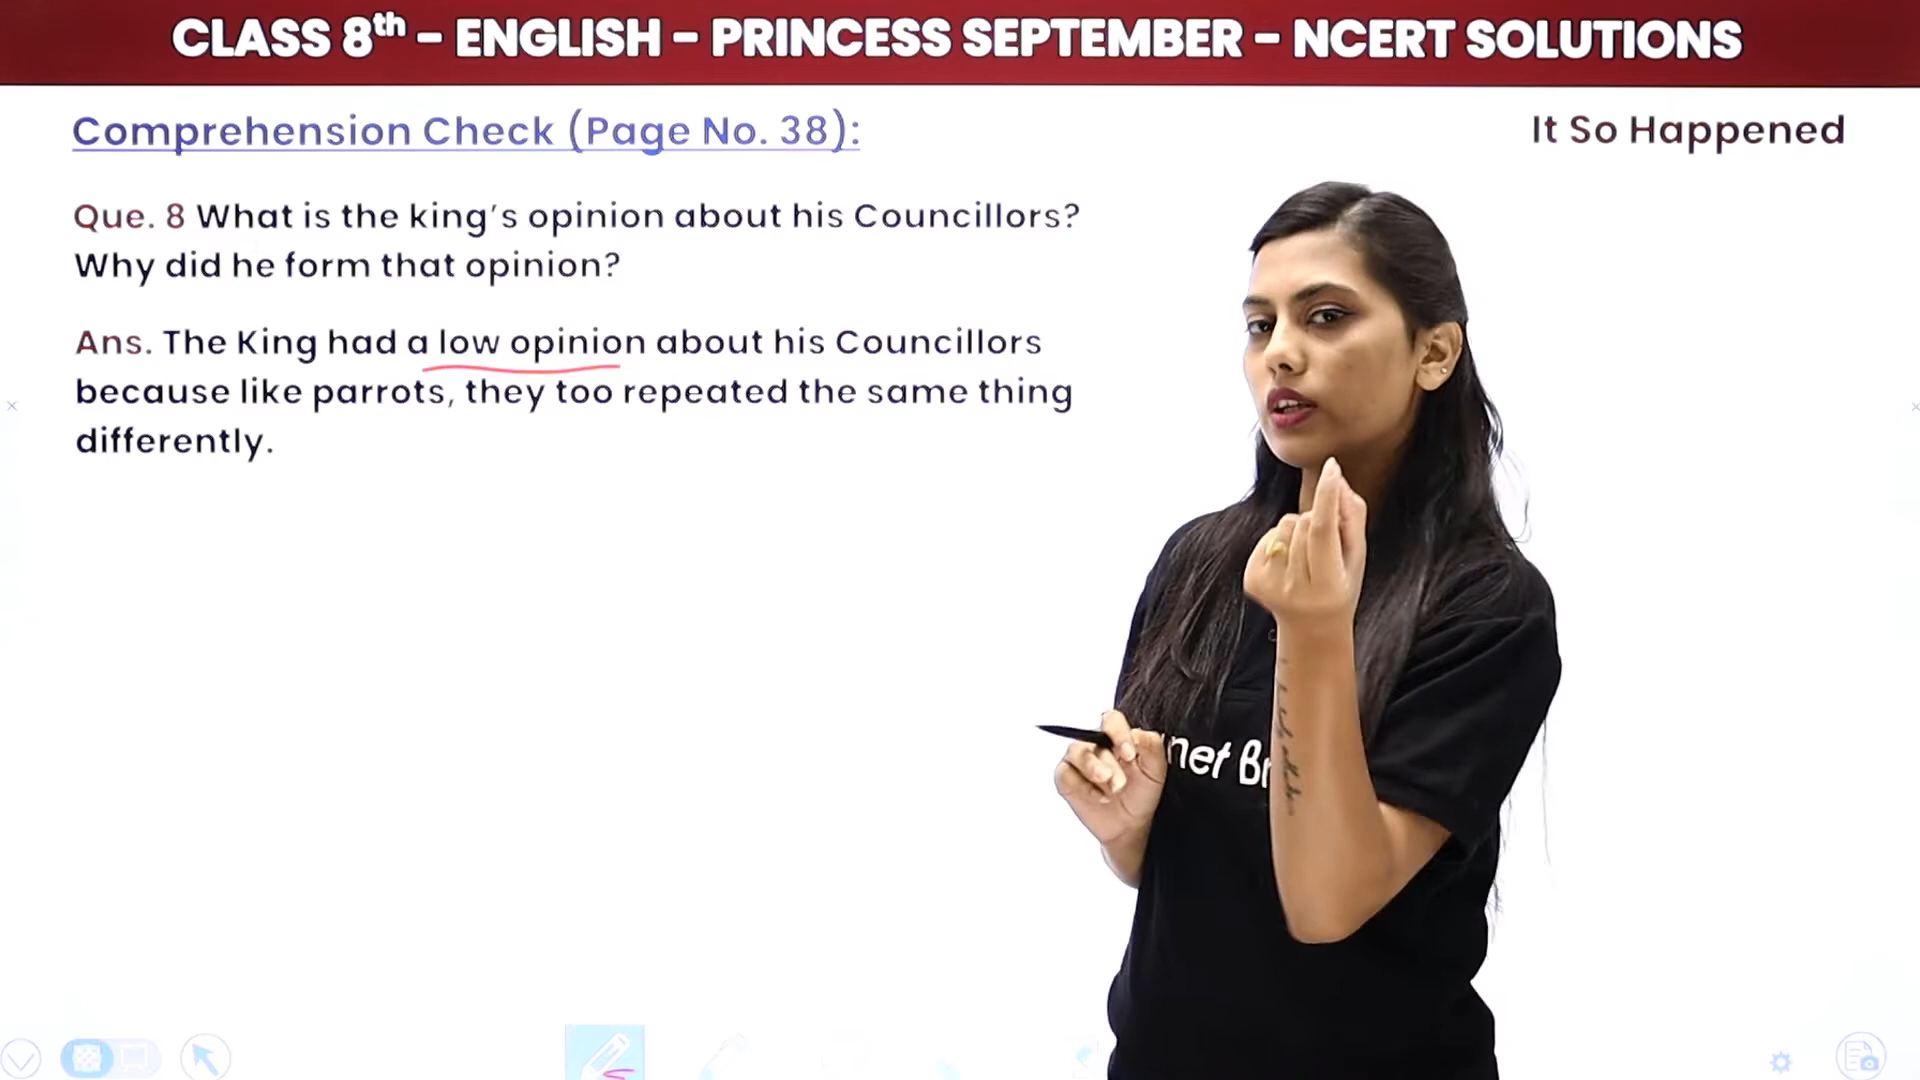 CLASS 8th – ENGLISH – PRINCESS SEPTEMBER – NCERT SOLUTIONS
Comprehension Check (Page No. 38):
It So Happened
Que. 8 What is the king's opinion about his Councillors?
Why did he form that opinion?
Ans. The King had a low opinion about his Councillors
because like parrots, they too repeated the same thing
differently.
net Br